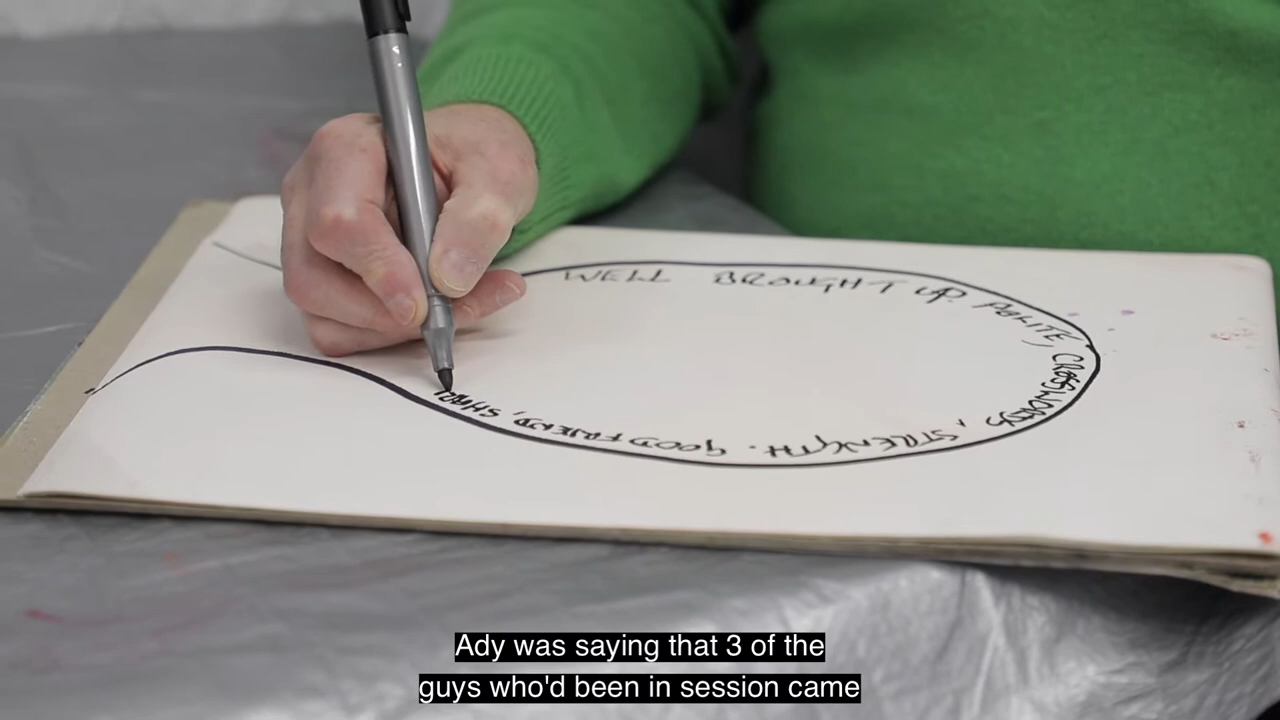 WELL BROUGHT UP. POLITE, CROSSWORDS, STRENGTH. GOOD FRIEND, SHARP
Ady was saying that 3 of the
guys who'd been in session came